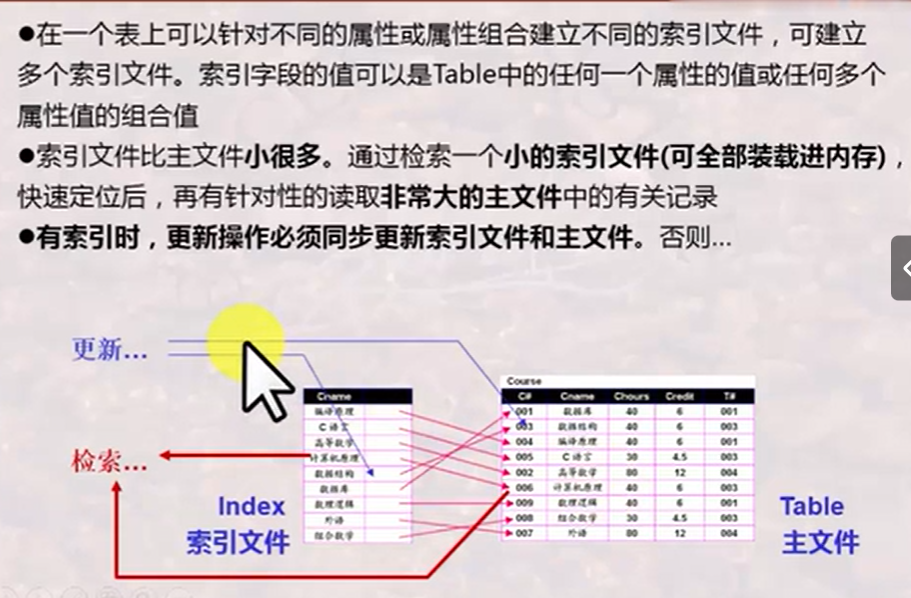 ●在一个表上可以针对不同的属性或属性组合建立不同的索引文件，可建立
多个索引文件。索引字段的值可以是Table中的任何一个属性的值或任何多个
属性值的组合值
●索引文件比主文件小很多。通过检索一个小的索引文件(可全部装载进内存)，
快速定位后，再有针对性的读取非常大的主文件中的有关记录
●有索引时，更新操作必须同步更新索引文件和主文件。否则...
更新...
检索...
Index
索引文件
Cname
编译原理
C语言
高等数学
计算机原理
数据结构
数据库
数理逻辑
外语
组合数学
Course
C# Cname Chours Credit T#
001 数据库 40 6 001
003 数据结构 40 6 003
004 编译原理 40 6 001
005 C语言 30 4.5 003
002 高等数学 80 12 004
006 计算机原理 40 6 003
009 数理逻辑 40 6 001
008 组合数学 30 4.5 003
007 外语 80 12 004
Table
主文件